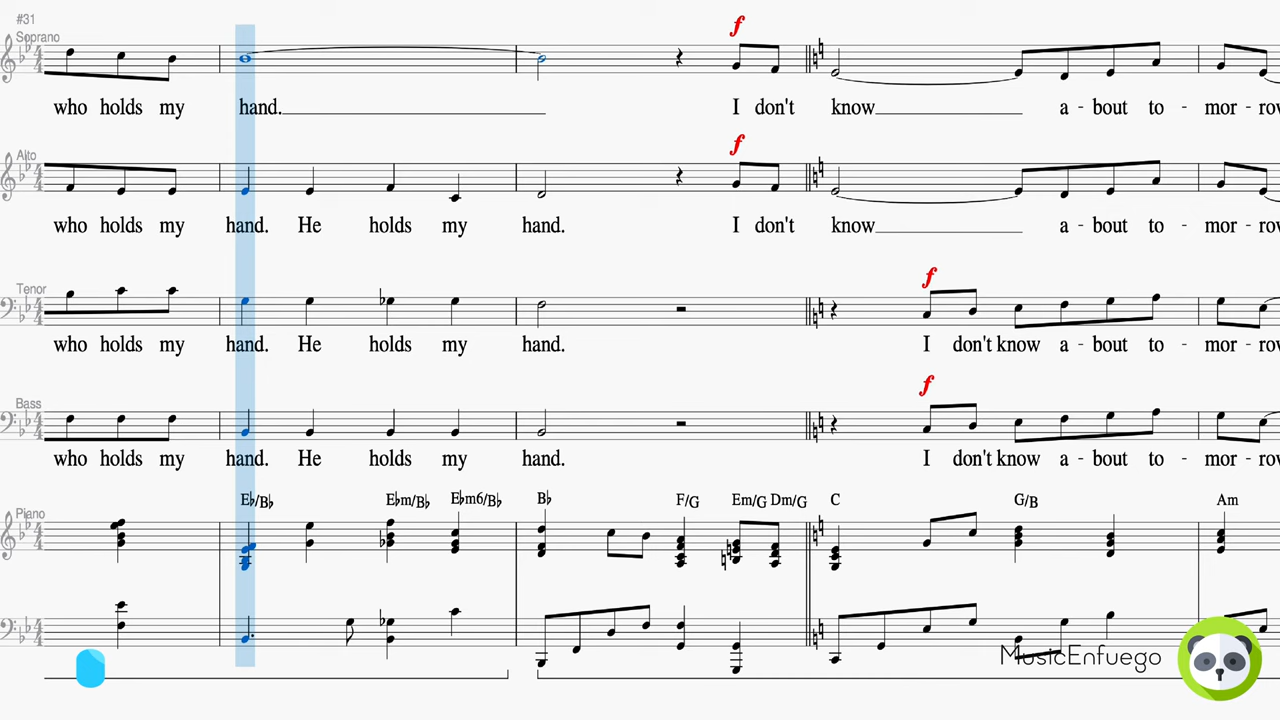 #31
Soprano
f
who holds my hand. I don't know a - bout to - mor - row
Alto
f
who holds my hand. He holds my hand. I don't know a - bout to - mor - row
Tenor
f
who holds my hand. He holds my hand. I don't know a - bout to - mor - row
Bass
f
who holds my hand. He holds my hand. I don't know a - bout to - mor - row
E♭/B♭ E♭m/B♭ E♭m6/B♭ B♭ F/G Em/G Dm/G C G/B Am
Piano
MusicEnfuego